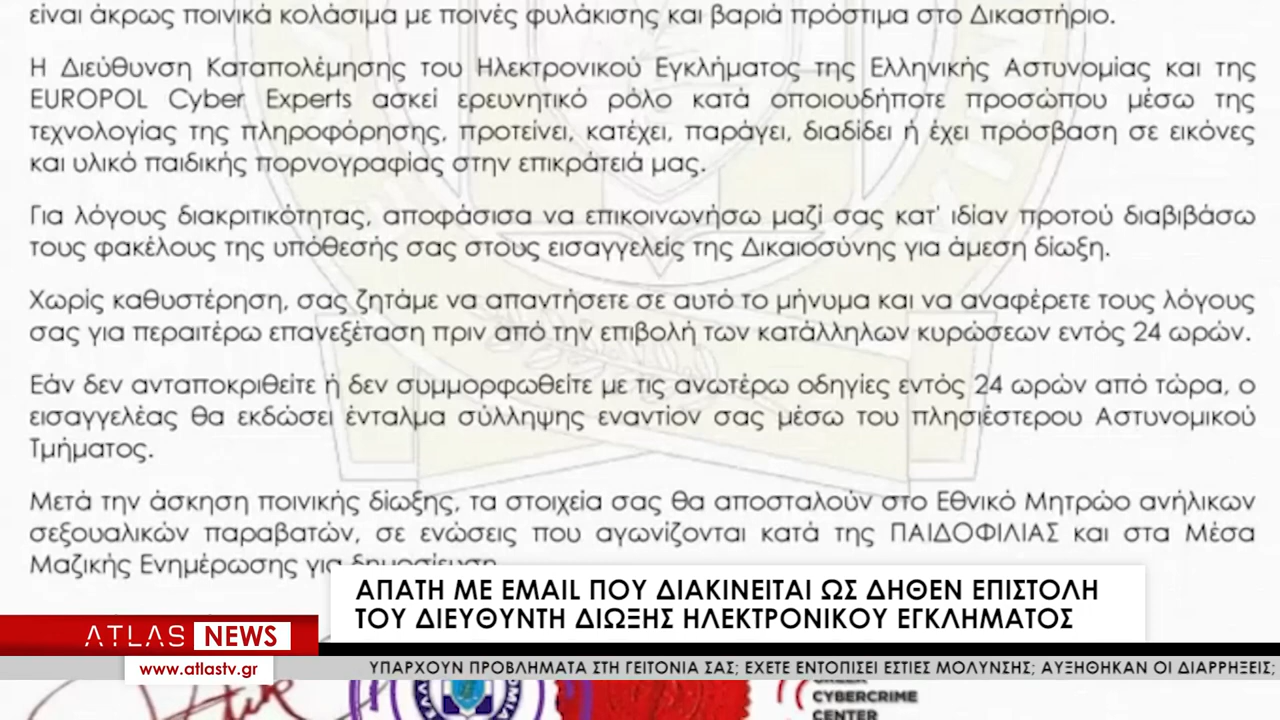 είναι άκρως ποινικά κολάσιμα με ποινές φυλάκισης και βαριά πρόστιμα στο Δικαστήριο.
Η Διεύθυνση Καταπολέμησης του Ηλεκτρονικού Εγκλήματος της Ελληνικής Αστυνομίας και της
EUROPOL Cyber Experts ασκεί ερευνητικό ρόλο κατά οποιουδήποτε προσώπου μέσω της
τεχνολογίας της πληροφόρησης, προτείνει, κατέχει, παράγει, διαδίδει ή έχει πρόσβαση σε εικόνες
και υλικό παιδικής πορνογραφίας στην επικράτειά μας.
Για λόγους διακριτικότητας, αποφάσισα να επικοινωνήσω μαζί σας κατ' ιδίαν προτού διαβιβάσω
τους φακέλους της υπόθεσής σας στους εισαγγελείς της Δικαιοσύνης για άμεση δίωξη.
Χωρίς καθυστέρηση, σας ζητάμε να απαντήσετε σε αυτό το μήνυμα και να αναφέρετε τους λόγους
σας για περαιτέρω επανεξέταση πριν από την επιβολή των κατάλληλων κυρώσεων εντός 24 ωρών.
Εάν δεν ανταποκριθείτε ή δεν συμμορφωθείτε με τις ανωτέρω οδηγίες εντός 24 ωρών από τώρα, ο
εισαγγελέας θα εκδώσει ένταλμα σύλληψης εναντίον σας μέσω του πλησιέστερου Αστυνομικού
Τμήματος.
Μετά την άσκηση ποινικής δίωξης, τα στοιχεία σας θα αποσταλούν στο Εθνικό Μητρώο ανήλικων
σεξουαλικών παραβατών, σε ενώσεις που αγωνίζονται κατά της ΠΑΙΔΟΦΙΛΙΑΣ και στα Μέσα
Μαζικής Ενημέρωσης για δημοσίευση
ΑΠΑΤΗ ΜΕ EMAIL ΠΟΥ ΔΙΑΚΙΝΕΙΤΑΙ ΩΣ ΔΗΘΕΝ ΕΠΙΣΤΟΛΗ
ΤΟΥ ΔΙΕΥΘΥΝΤΗ ΔΙΩΞΗΣ ΗΛΕΚΤΡΟΝΙΚΟΥ ΕΓΚΛΗΜΑΤΟΣ
ATLAS NEWS
www.atlastv.gr
ΥΠΑΡΧΟΥΝ ΠΡΟΒΛΗΜΑΤΑ ΣΤΗ ΓΕΙΤΟΝΙΑ ΣΑΣ; ΕΧΕΤΕ ΕΝΤΟΠΙΣΕΙ ΕΣΤΙΕΣ ΜΟΛΥΝΣΗΣ; ΑΥΞΗΘΗΚΑΝ ΟΙ ΔΙΑΡΡΗΞΕΙΣ;
GREEK
CYBERCRIME
CENTER